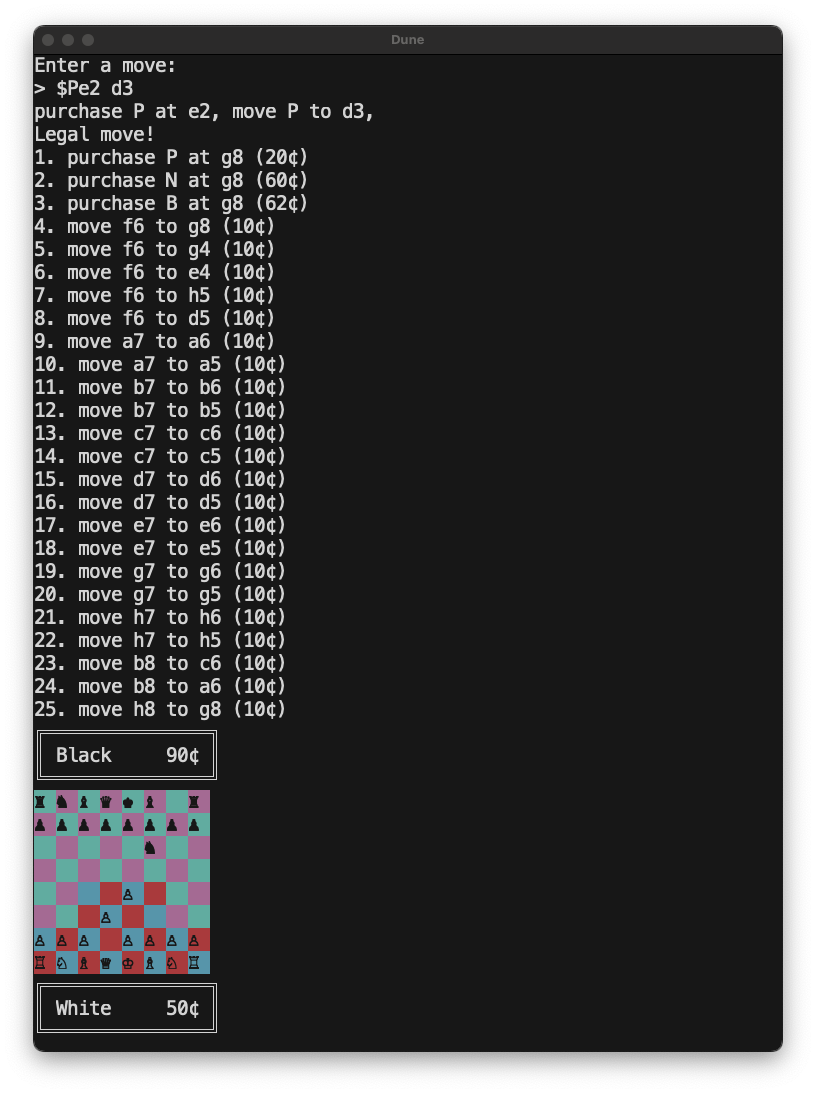 Dune
Enter a move:
> $Pe2 d3
purchase P at e2, move P to d3,
Legal move!
1. purchase P at g8 (20¢)
2. purchase N at g8 (60¢)
3. purchase B at g8 (62¢)
4. move f6 to g8 (10¢)
5. move f6 to g4 (10¢)
6. move f6 to e4 (10¢)
7. move f6 to h5 (10¢)
8. move f6 to d5 (10¢)
9. move a7 to a6 (10¢)
10. move a7 to a5 (10¢)
11. move b7 to b6 (10¢)
12. move b7 to b5 (10¢)
13. move c7 to c6 (10¢)
14. move c7 to c5 (10¢)
15. move d7 to d6 (10¢)
16. move d7 to d5 (10¢)
17. move e7 to e6 (10¢)
18. move e7 to e5 (10¢)
19. move g7 to g6 (10¢)
20. move g7 to g5 (10¢)
21. move h7 to h6 (10¢)
22. move h7 to h5 (10¢)
23. move b8 to c6 (10¢)
24. move b8 to a6 (10¢)
25. move h8 to g8 (10¢)
Black 90¢
White 50¢